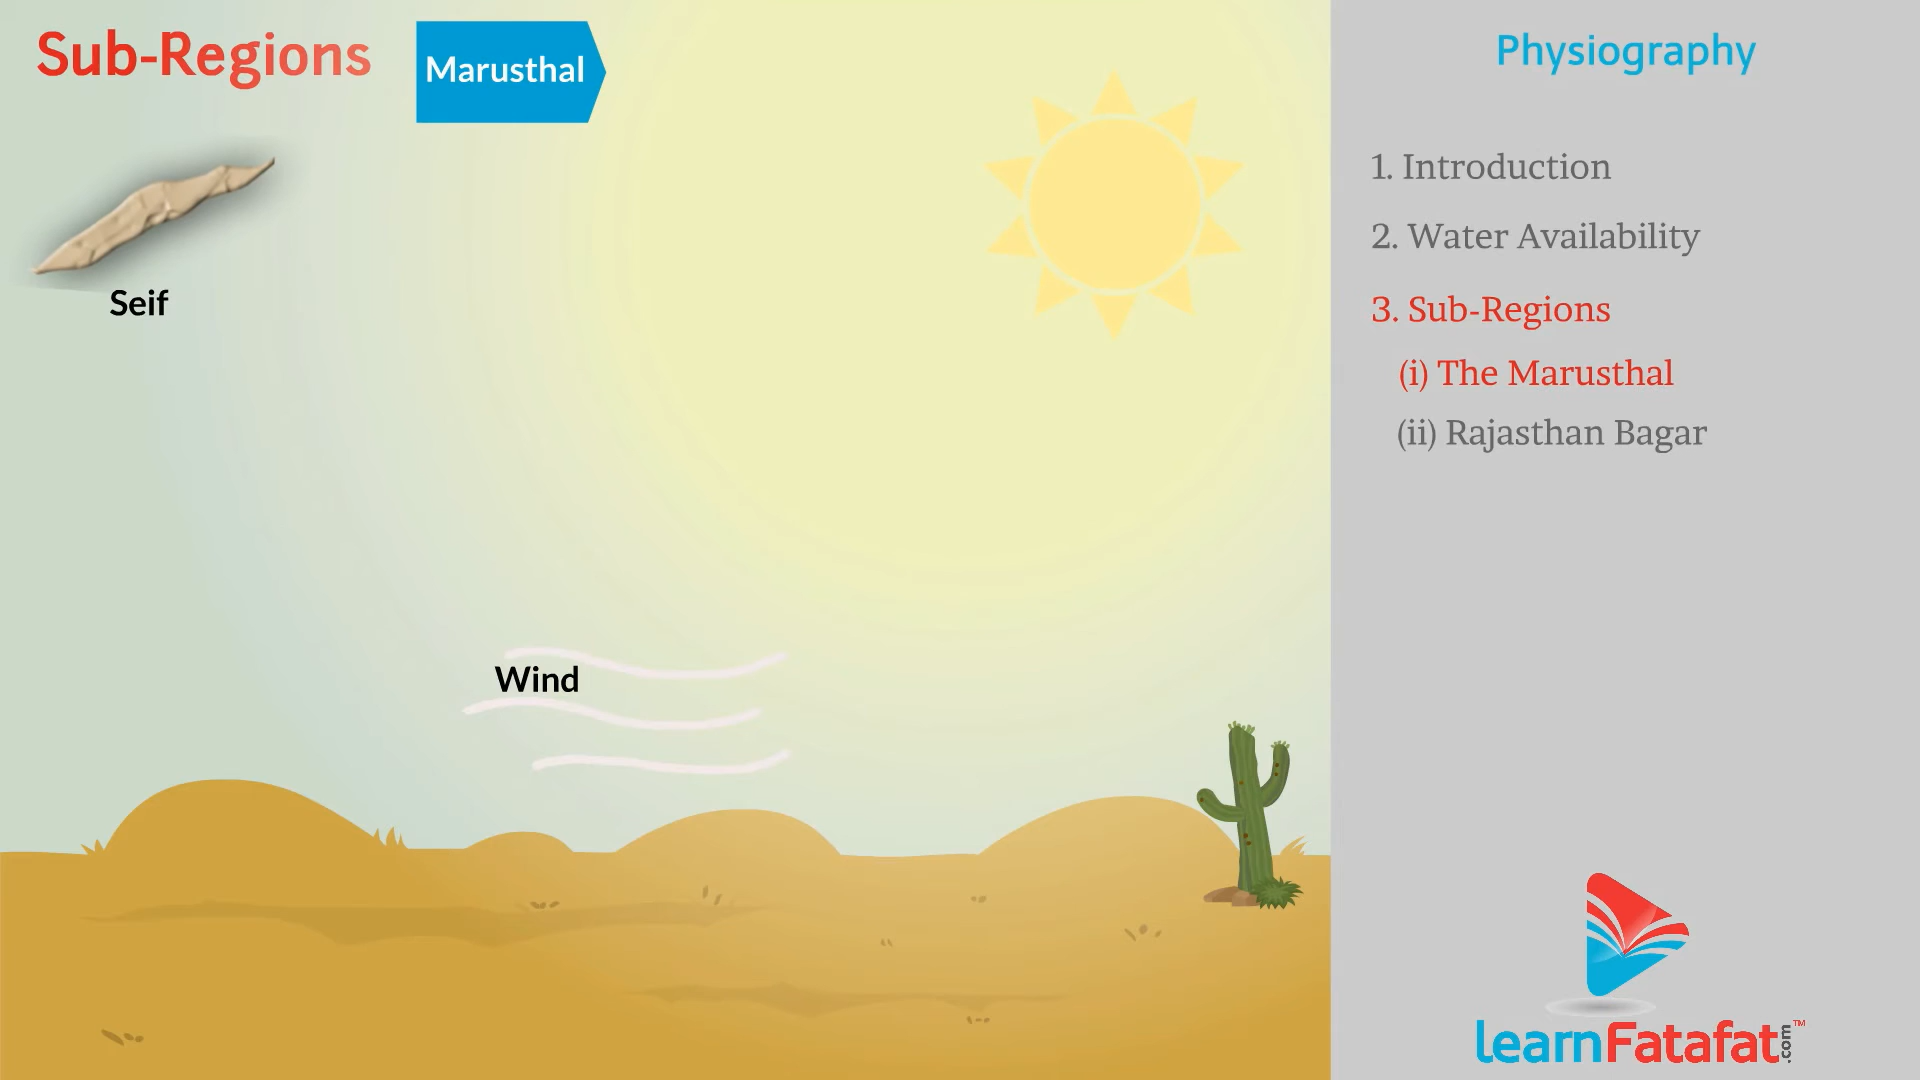 Sub-Regions
Marusthal
Seif
Wind
Physiography
1. Introduction
2. Water Availability
3. Sub-Regions
(i) The Marusthal
(ii) Rajasthan Bagar
learnFatafat.com™